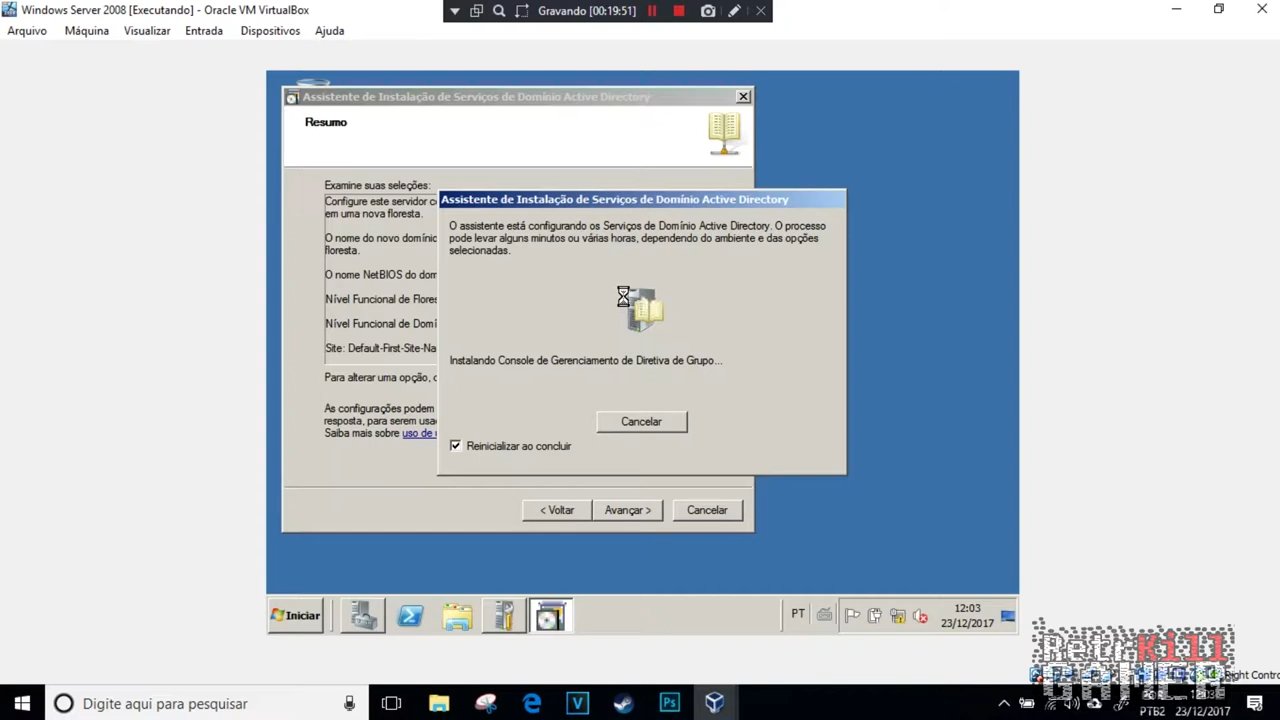 Windows Server 2008 [Executando] - Oracle VM VirtualBox
Gravando [00:19:51]
Arquivo Máquina Visualizar Entrada Dispositivos Ajuda
Assistente de Instalação de Serviços de Domínio Active Directory
Resumo
Examine suas seleções:
Configure este servidor c
em uma nova floresta.
O nome do novo domínio
floresta.
O nome NetBIOS do dom
Nível Funcional de Flores
Nível Funcional de Domí
Site: Default-First-Site-Na
Para alterar uma opção, c
As configurações podem
resposta, para serem usad
Saiba mais sobre uso de
Assistente de Instalação de Serviços de Domínio Active Directory
O assistente está configurando os Serviços de Domínio Active Directory. O processo
pode levar alguns minutos ou várias horas, dependendo do ambiente e das opções
selecionadas.
Instalando Console de Gerenciamento de Diretiva de Grupo...
Cancelar
Reinicializar ao concluir
< Voltar Avançar > Cancelar
Iniciar
PT
12:03
23/12/2017
Retr Kill
GAMER
Right Contro
Digite aqui para pesquisar
PTB2 23/12/2017